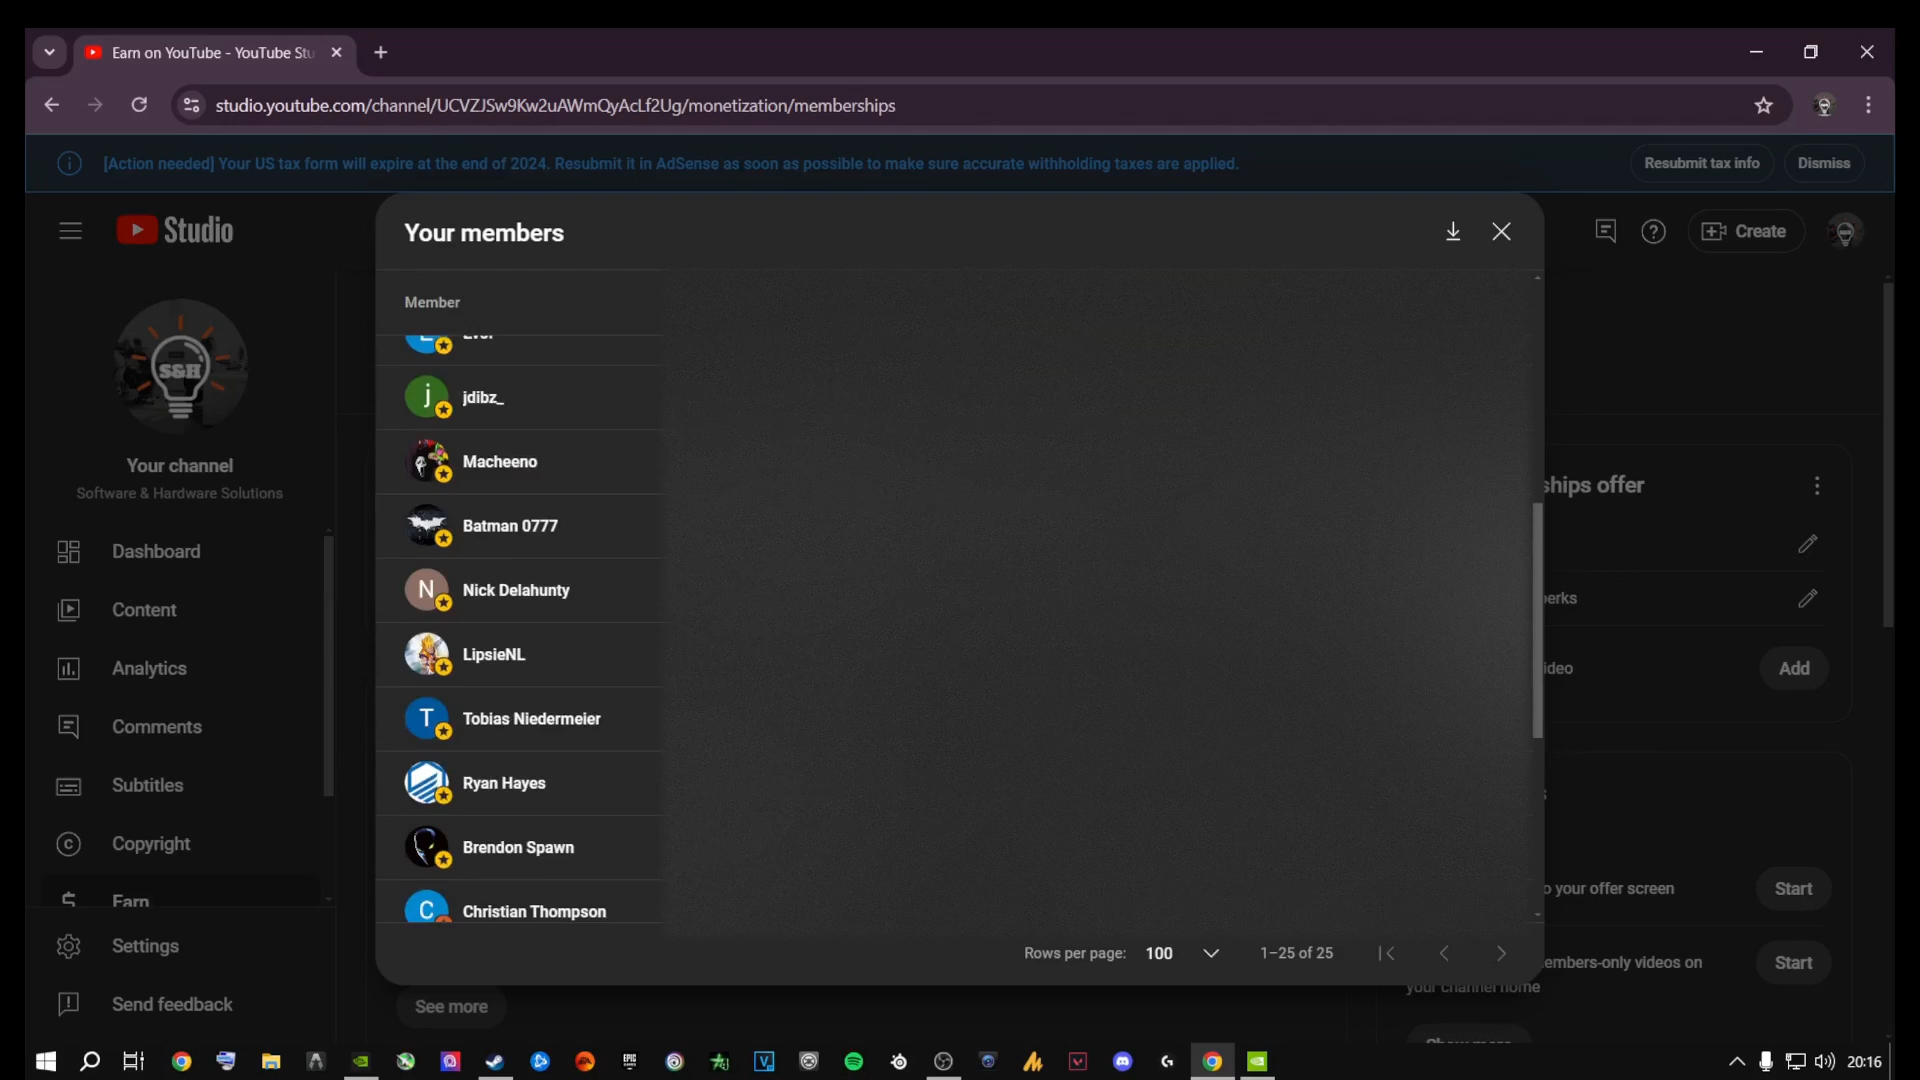 Earn on YouTube - YouTube Stu
studio.youtube.com/channel/UCVZJSw9Kw2uAWmQyAcLf2Ug/monetization/memberships
[Action needed] Your US tax form will expire at the end of 2024. Resubmit it in AdSense as soon as possible to make sure accurate withholding taxes are applied.
Resubmit tax info
Dismiss
Studio
Your members
Create
Member
S&H
j
jdibz_
Macheeno
Your channel
Software & Hardware Solutions
ships offer
Batman 0777
Dashboard
N
Nick Delahunty
Content
perks
LipsieNL
Analytics
ideo
Add
T
Tobias Niedermeier
Comments
Ryan Hayes
Subtitles
Brendon Spawn
Copyright
Earn
o your offer screen
Start
C
Christian Thompson
Settings
Rows per page:
100
1–25 of 25
embers-only videos on
Start
your channel home
See more
Send feedback
EPIC
V
20:16